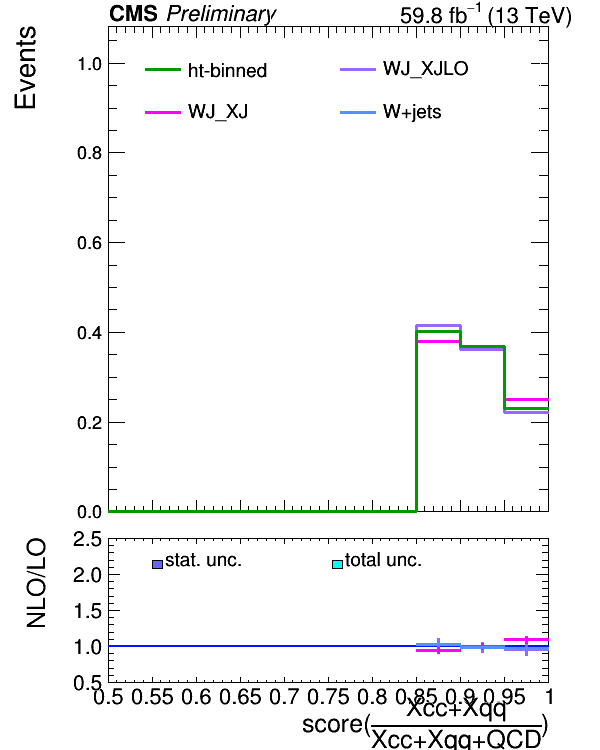 CMS Preliminary 59.8 fb⁻¹ (13 TeV)
Events
1.0
0.8
0.6
0.4
0.2
0.0
ht-binned WJ_XJLO
WJ_XJ W+jets
NLO/LO
2.5
2.0
1.5
1.0
0.5
stat. unc. total unc.
0.5 0.55 0.6 0.65 0.7 0.75 0.8 0.85 0.9 0.95 1
score(Xcc+Xqq/Xcc+Xqq+QCD)